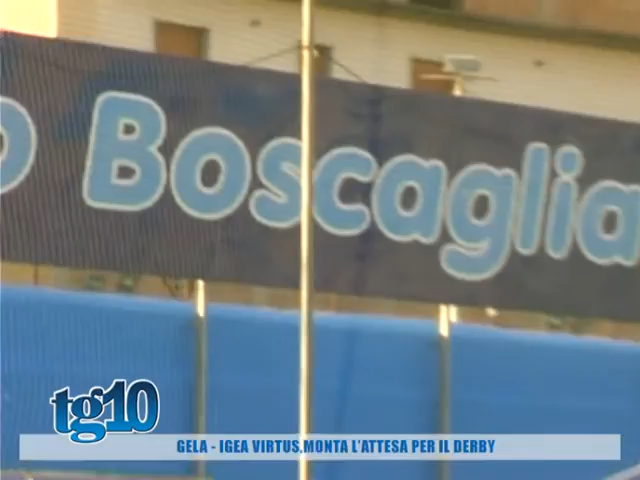 o Boscaglia
tg10
GELA - IGEA VIRTUS,MONTA L'ATTESA PER IL DERBY